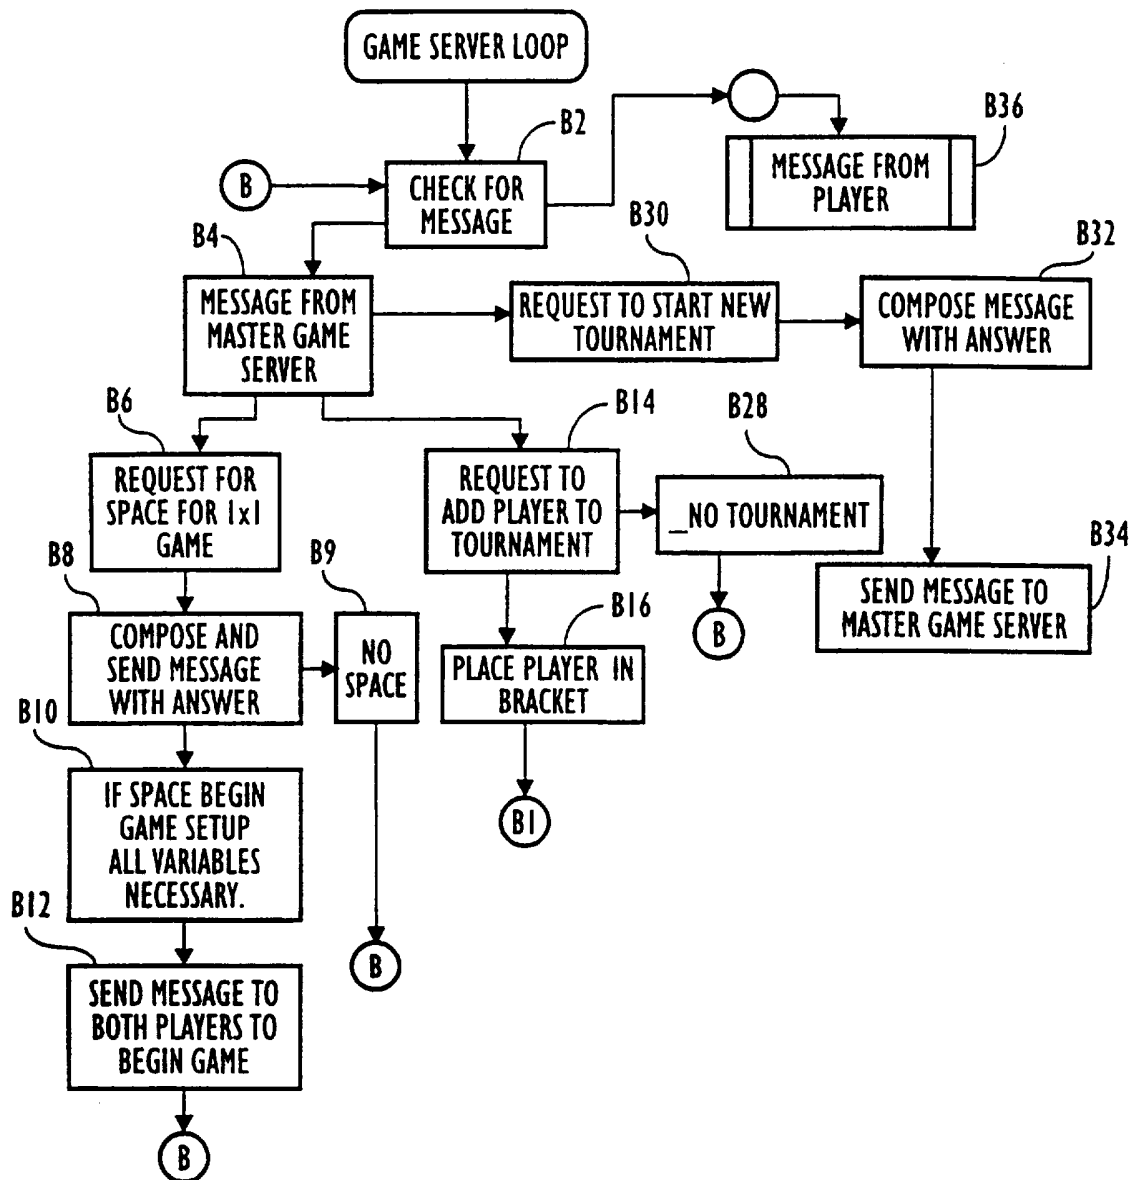 GAME SERVER LOOP
B2
B36
MESSAGE FROM
PLAYER
B
CHECK FOR
MESSAGE
B30
B4
B32
MESSAGE FROM
MASTER GAME
SERVER
REQUEST TO START NEW
TOURNAMENT
COMPOSE MESSAGE
WITH ANSWER
B6
B14
B28
REQUEST FOR
SPACE FOR 1x1
GAME
REQUEST TO
ADD PLAYER TO
TOURNAMENT
_NO TOURNAMENT
B34
B8
B9
SEND MESSAGE TO
MASTER GAME SERVER
B16
B
COMPOSE AND
SEND MESSAGE
WITH ANSWER
NO
SPACE
PLACE PLAYER IN
BRACKET
B10
IF SPACE BEGIN
GAME SETUP
ALL VARIABLES
NECESSARY.
B1
B12
B
SEND MESSAGE TO
BOTH PLAYERS TO
BEGIN GAME
B